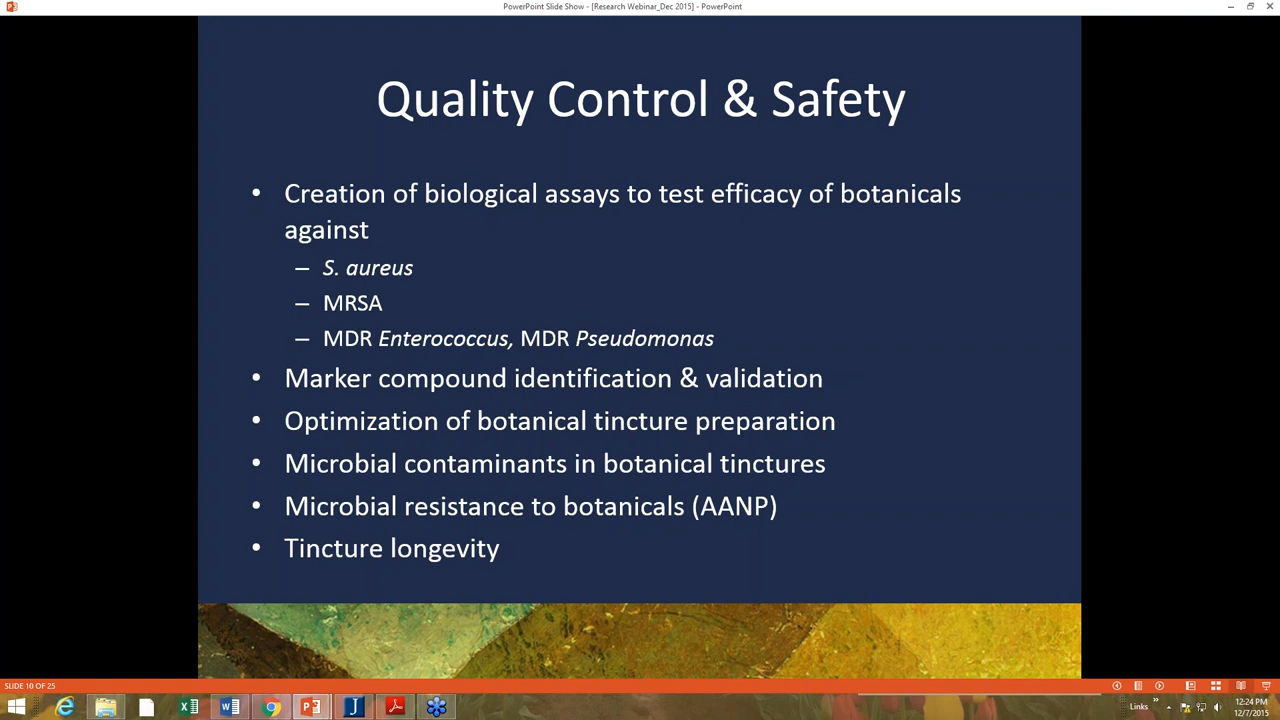 PowerPoint Slide Show - [Research Webinar_Dec 2015] - PowerPoint
Quality Control & Safety
• Creation of biological assays to test efficacy of botanicals
against
– S. aureus
– MRSA
– MDR Enterococcus, MDR Pseudomonas
• Marker compound identification & validation
• Optimization of botanical tincture preparation
• Microbial contaminants in botanical tinctures
• Microbial resistance to botanicals (AANP)
• Tincture longevity
SLIDE 10 OF 25
Links
12:24 PM
12/7/2015